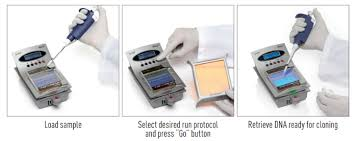 Load sample
Select desired run protocol
and press "Go" button
Retrieve DNA ready for cloning